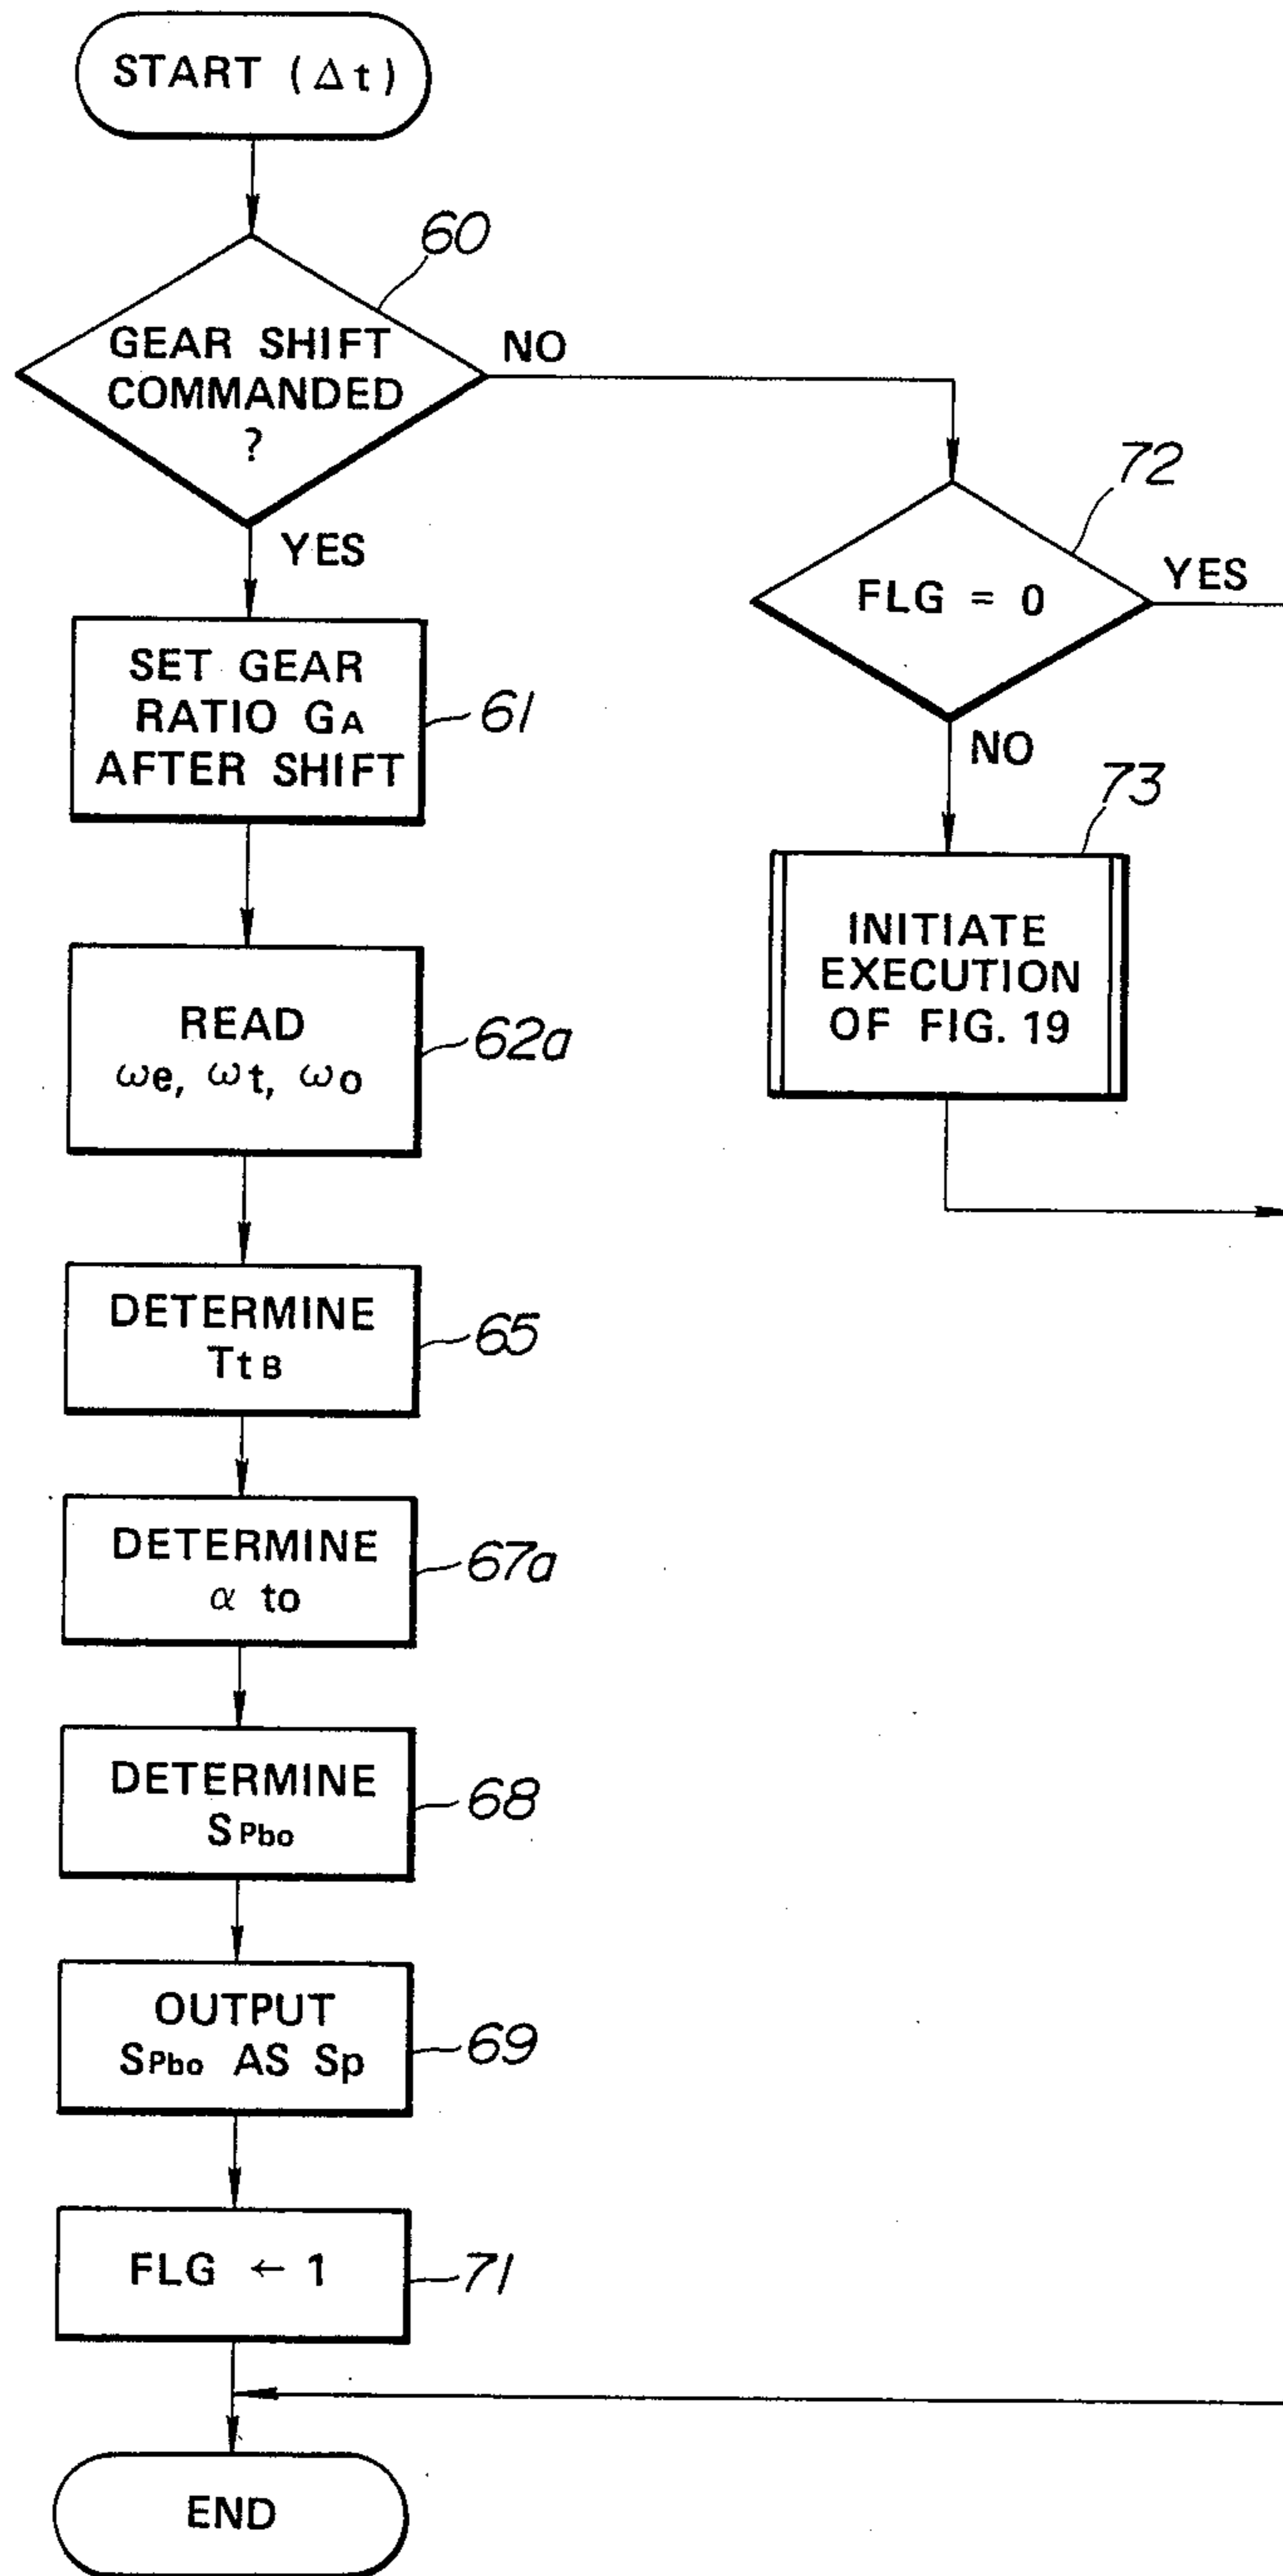 START (Δt)
60
GEAR SHIFT
COMMANDED
?
NO
YES
72
FLG = 0
YES
NO
SET GEAR
RATIO GA
AFTER SHIFT
61
73
INITIATE
EXECUTION
OF FIG. 19
READ
ωe, ωt, ωo
62a
DETERMINE
TtB
65
DETERMINE
α to
67a
DETERMINE
SPbo
68
OUTPUT
SPbo AS Sp
69
FLG ← 1
71
END